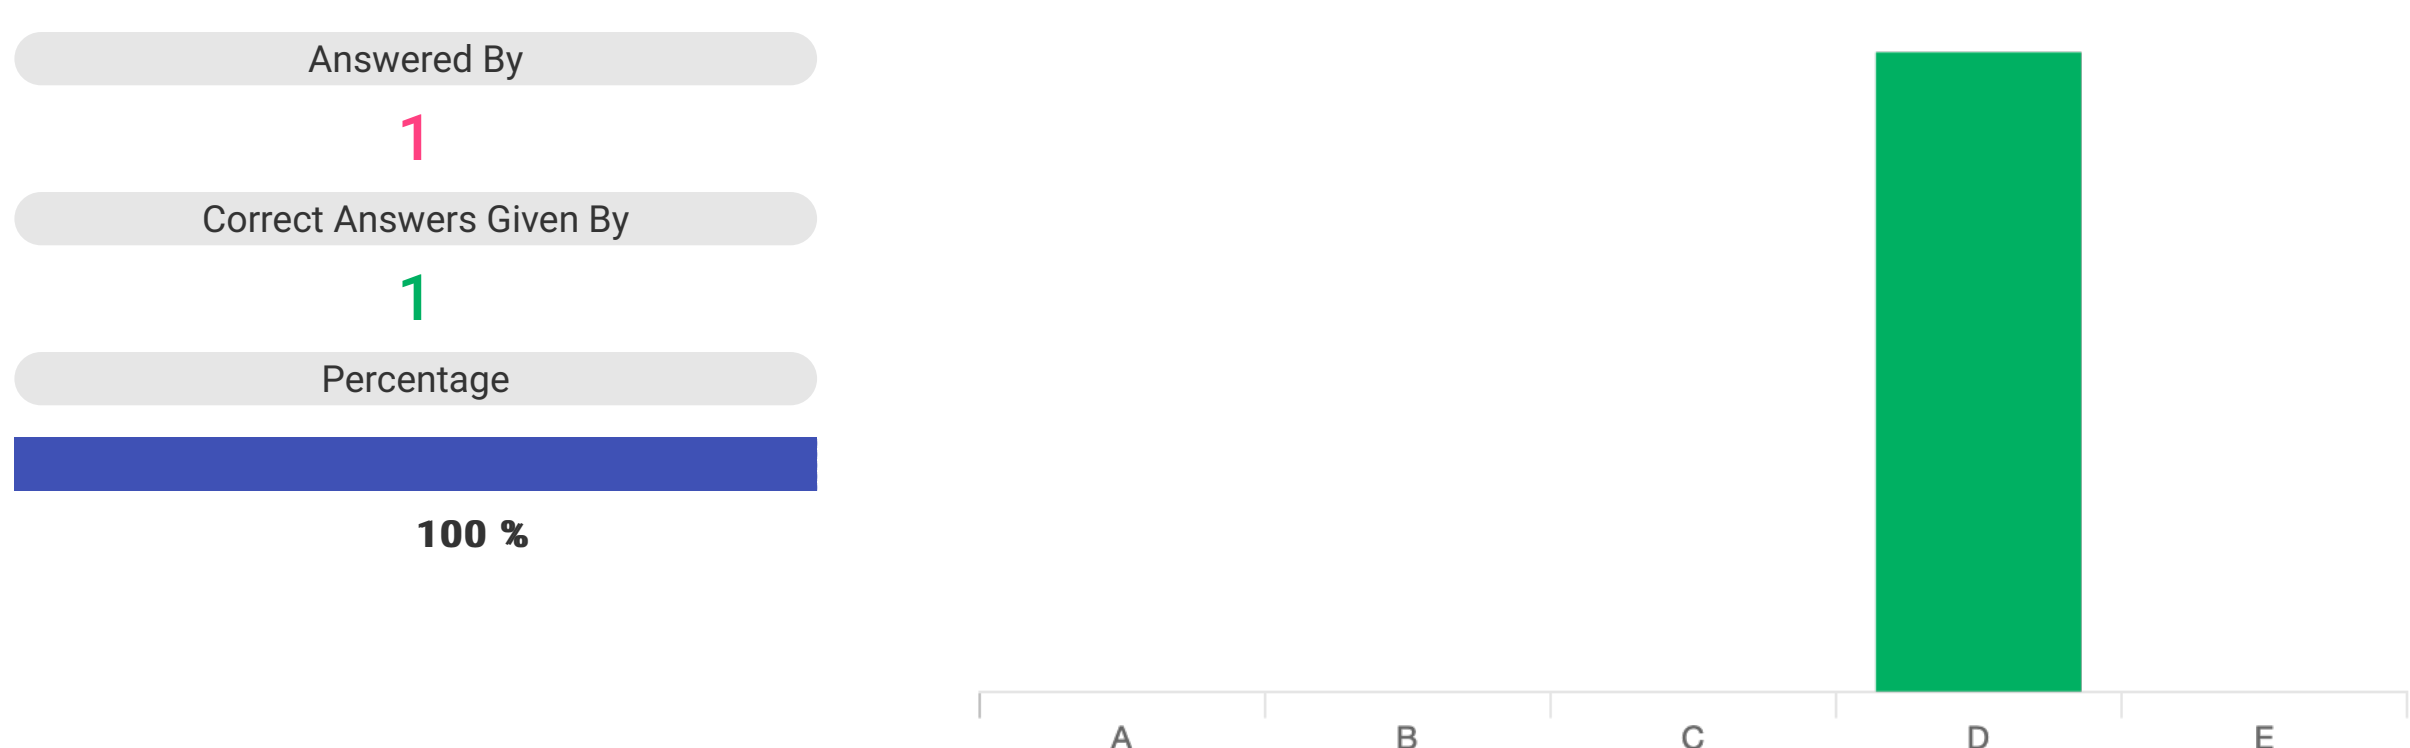 Answered By
1
Correct Answers Given By
1
Percentage
100 %
A B C D E